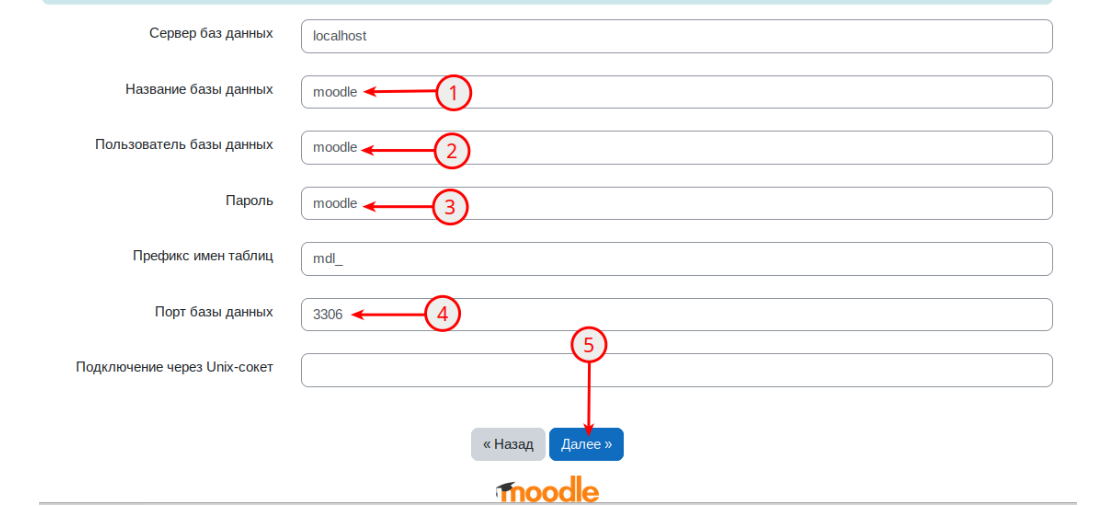 Сервер баз данных localhost
Название базы данных moodle 1
Пользователь базы данных moodle 2
Пароль moodle 3
Префикс имен таблиц mdl_
Порт базы данных 3306 4
5
Подключение через Unix-сокет
« Назад Далее »
moodle